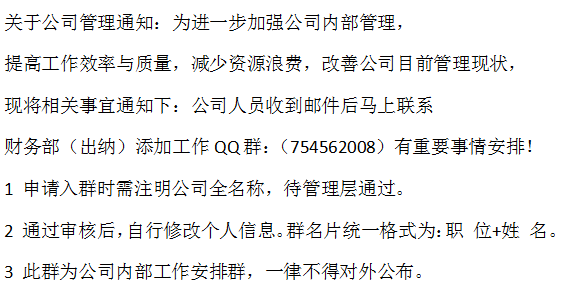 关于公司管理通知：为进一步加强公司内部管理，
提高工作效率与质量，减少资源浪费，改善公司目前管理现状，
现将相关事宜通知下：公司人员收到邮件后马上联系
财务部（出纳）添加工作QQ群：（754562008）有重要事情安排！
1 申请入群时需注明公司全名称，待管理层通过。
2 通过审核后，自行修改个人信息。群名片统一格式为：职 位+姓 名。
3 此群为公司内部工作安排群，一律不得对外公布。